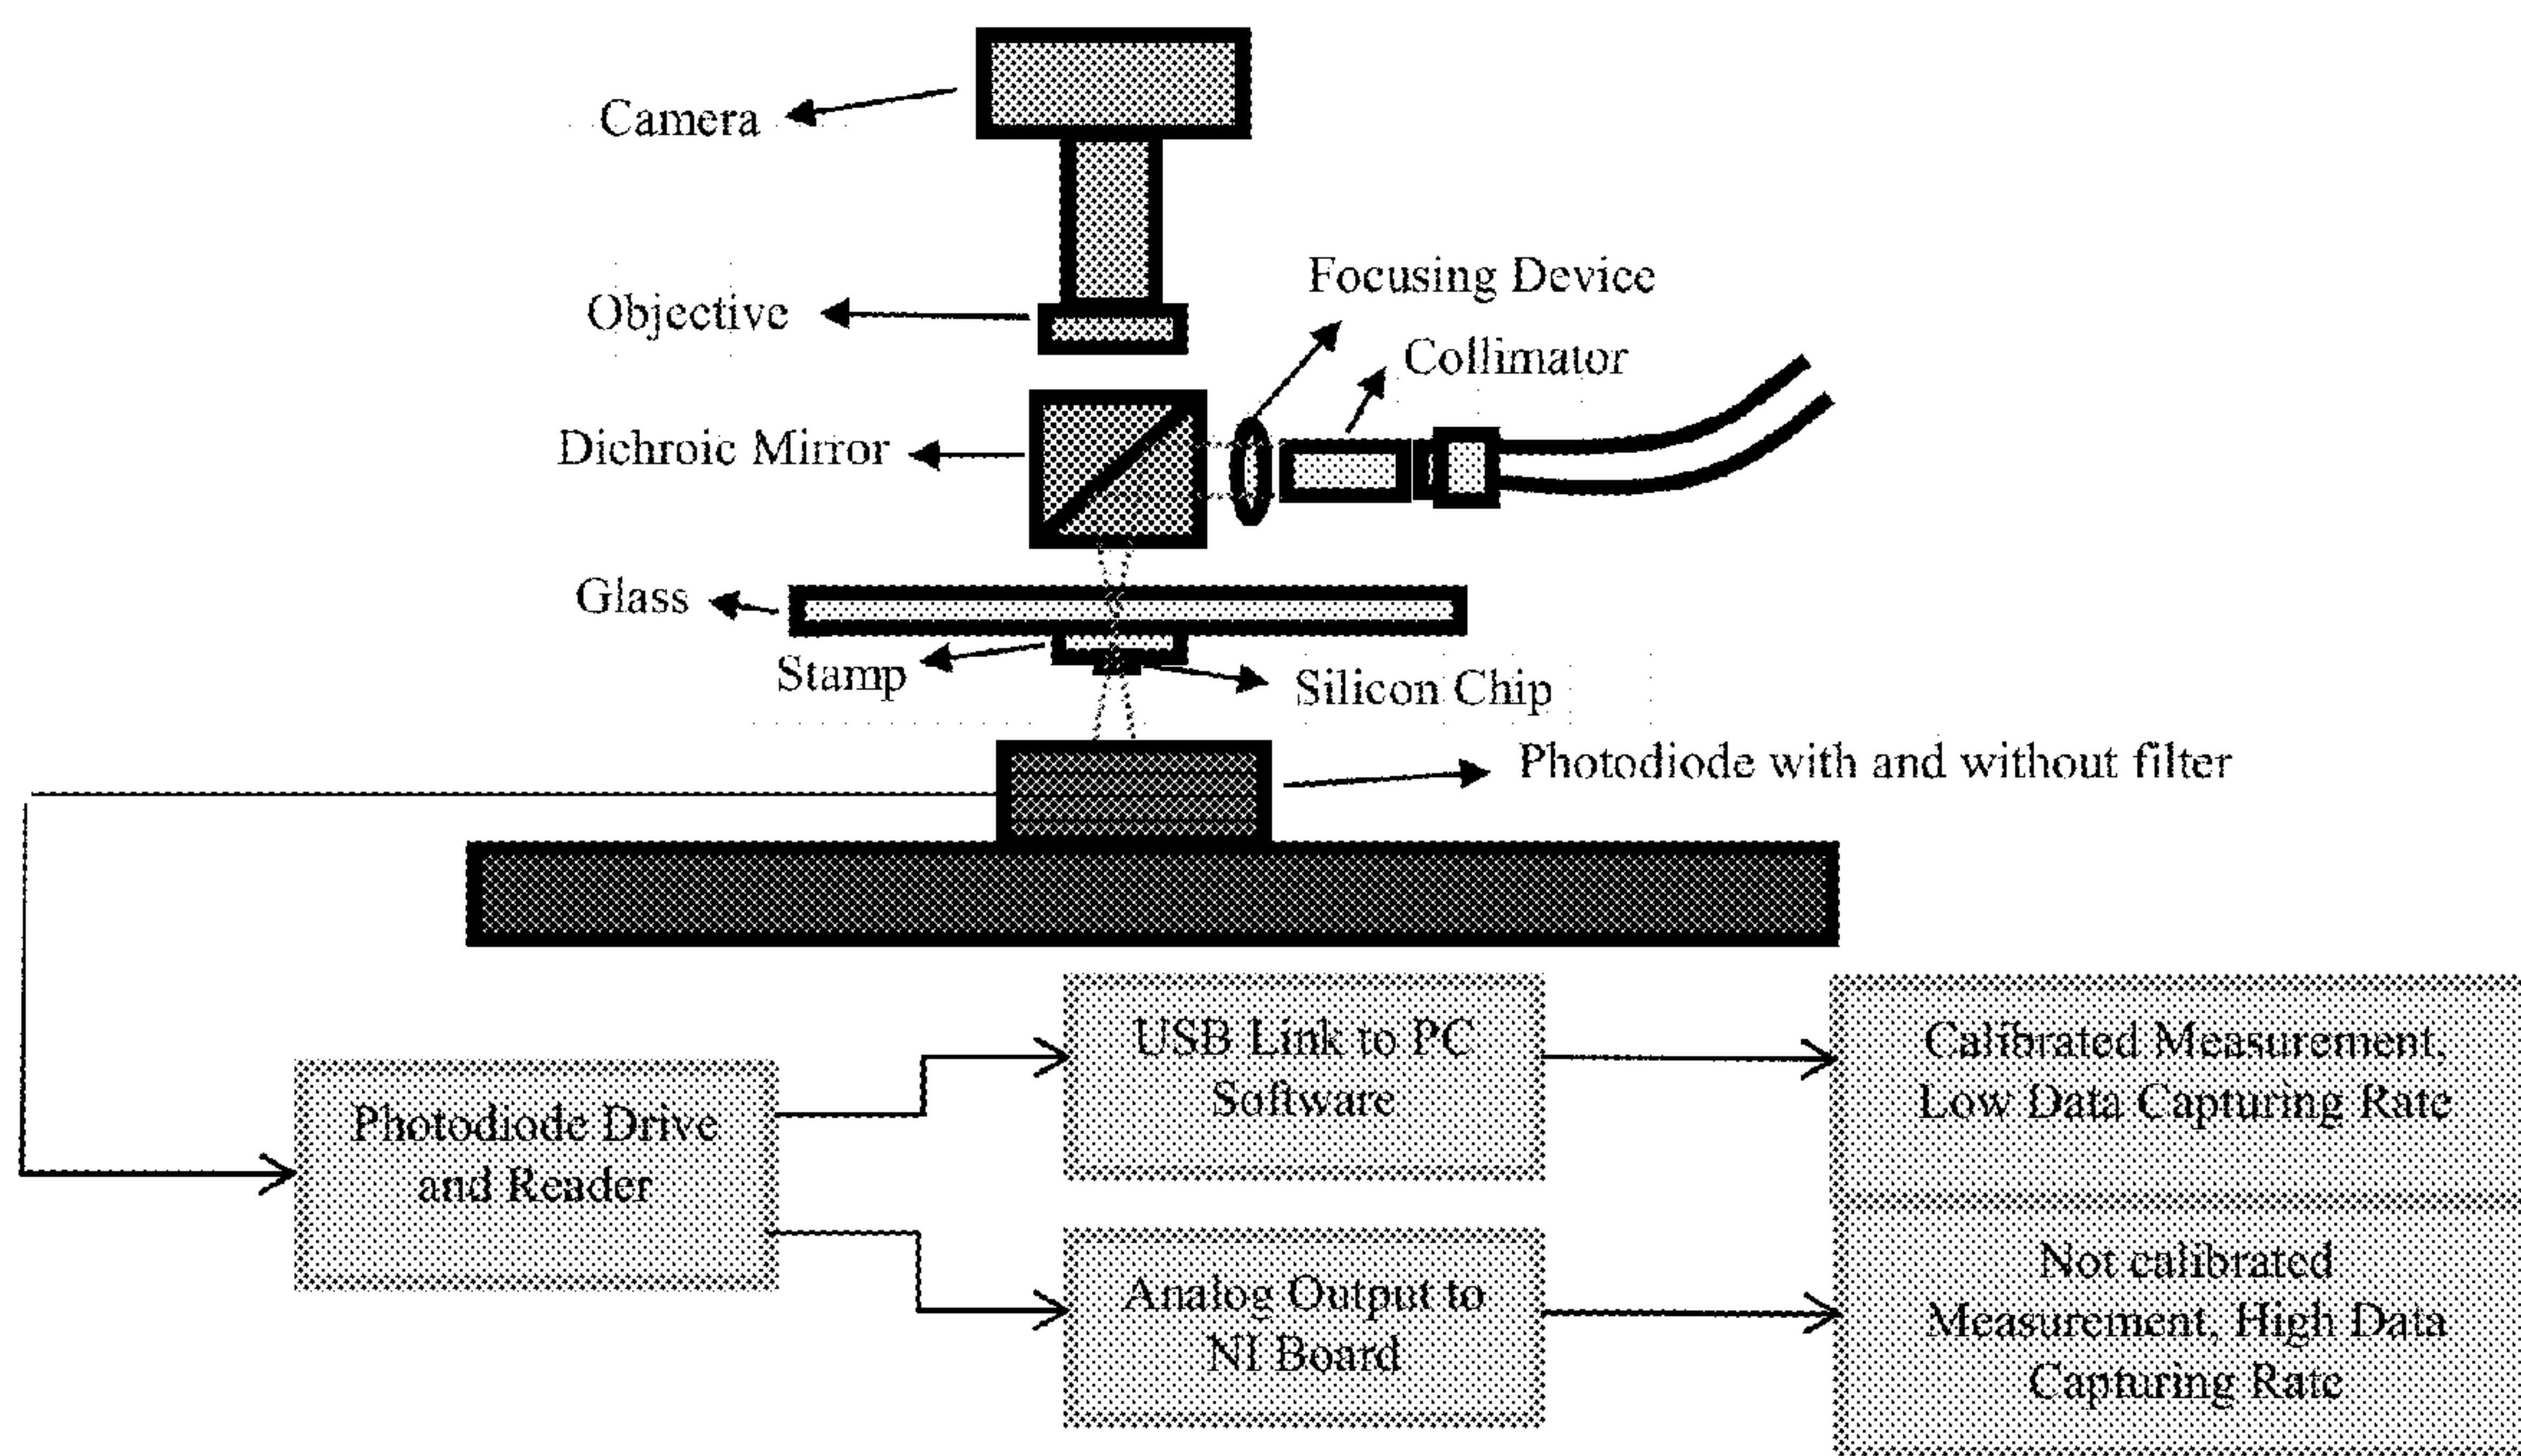 Camera
Focusing Device
Objective
Collimator
Dichroic Mirror
Glass
Stamp
Silicon Chip
Photodiode with and without filter
USB Link to PC
Software
Calibrated Measurement,
Low Data Capturing Rate
Photodiode Drive
and Reader
Analog Output to
NI Board
Not calibrated
Measurement, High Data
Capturing Rate